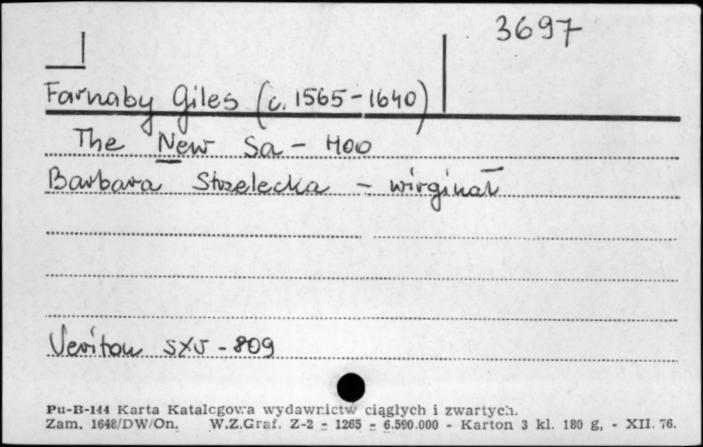 3697
Farnaby Giles (c. 1565-1640)
The New Sa-Hoo
Barbara Strzelecka - wirginał
Veriton SXV-809
Pu-B-144 Karta Katalogowa wydawnictw ciągłych i zwartych.
Zam. 1648/DW/On. W.Z.Graf. Z-2 - 1265 - 6.590.000 - Karton 3 kl. 180 g, - XII. 76.